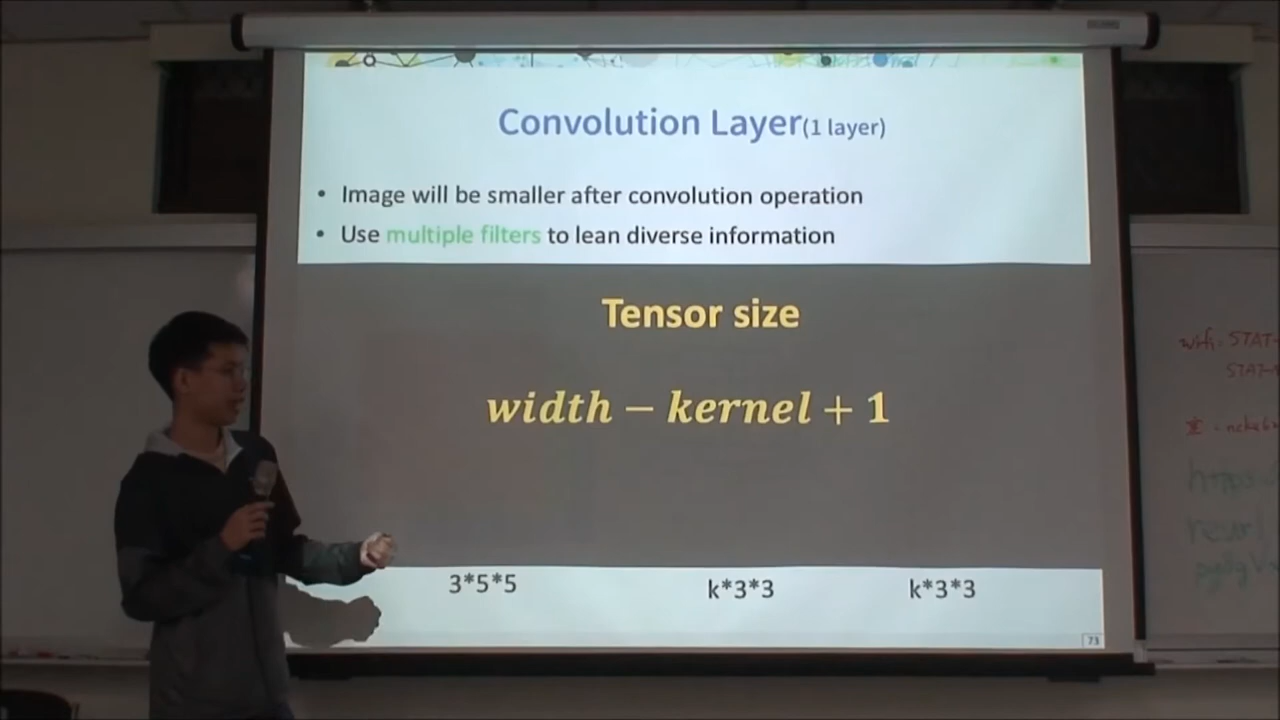 Convolution Layer(1 layer)
• Image will be smaller after convolution operation
• Use multiple filters to lean diverse information
Tensor size
width − kernel + 1
3*5*5
k*3*3
k*3*3
73